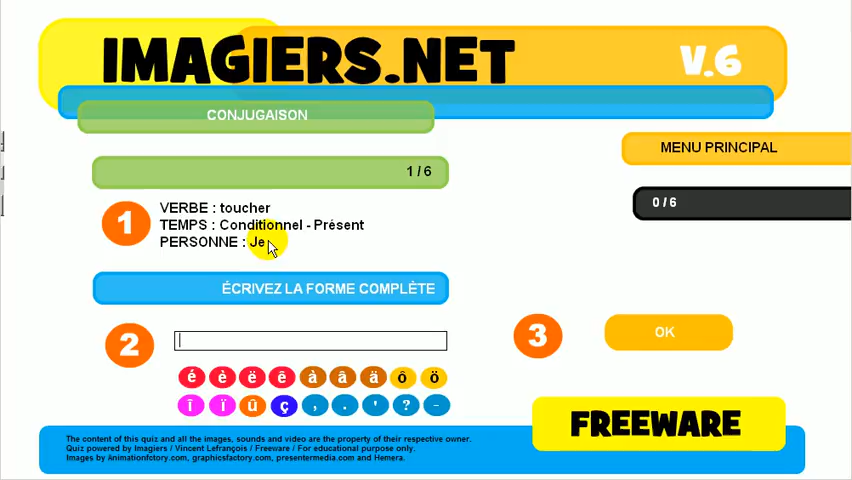 IMAGIERS.NET
V.6
CONJUGAISON
MENU PRINCIPAL
1 / 6
0 / 6
1
VERBE : toucher
TEMPS : Conditionnel - Présent
PERSONNE : Je
ÉCRIVEZ LA FORME COMPLÈTE
2
3
OK
é è ë ê à â ä ô ö
î ï û ç , . ' ? -
FREEWARE
The content of this quiz and all the images, sounds and video are the property of their respective owner.
Quiz powered by Imagiers / Vincent Lefrançois / Freeware / For educational purpose only.
Images by Animationfctory.com, graphicsfactory.com, presentermedia.com and Hemera.